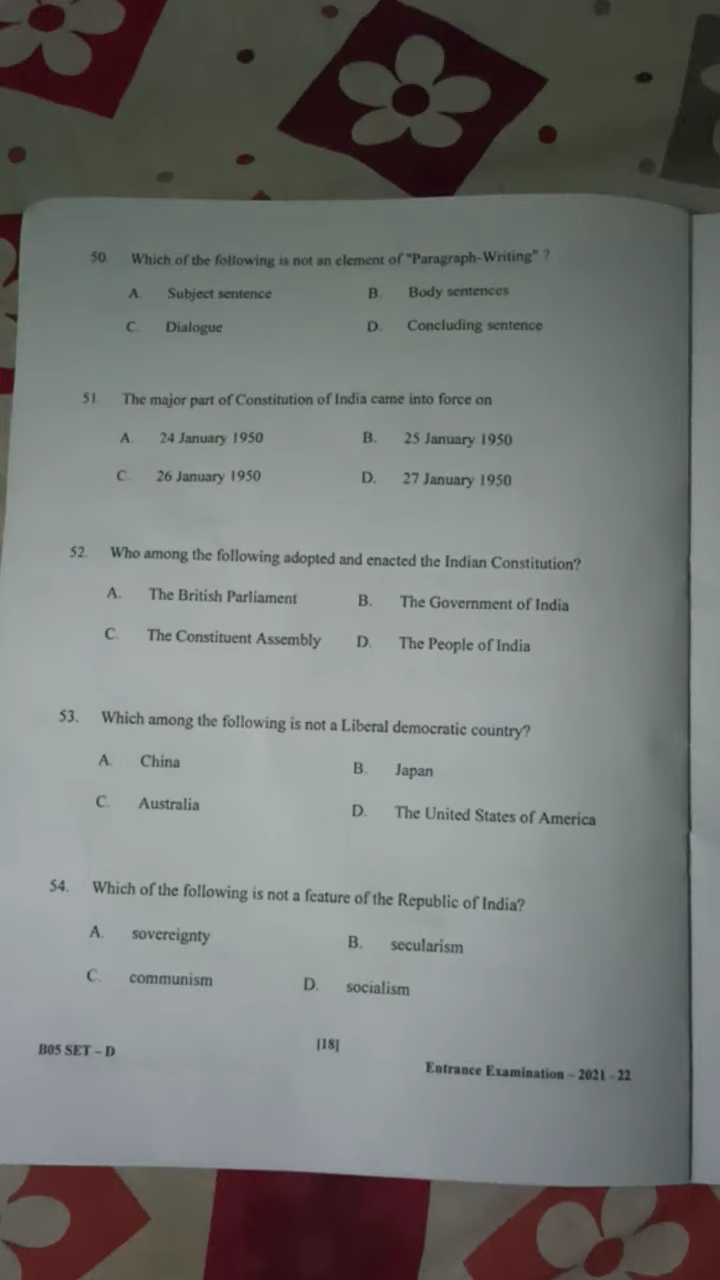 50. Which of the following is not an element of "Paragraph-Writing" ?
A. Subject sentence B. Body sentences
C. Dialogue D. Concluding sentence
51 The major part of Constitution of India came into force on
A. 24 January 1950 B. 25 January 1950
C. 26 January 1950 D. 27 January 1950
52. Who among the following adopted and enacted the Indian Constitution?
A. The British Parliament B. The Government of India
C. The Constituent Assembly D. The People of India
53. Which among the following is not a Liberal democratic country?
A. China B. Japan
C. Australia D. The United States of America
54. Which of the following is not a feature of the Republic of India?
A. sovereignty B. secularism
C. communism D. socialism
B05 SET – D [18] Entrance Examination – 2021 - 22